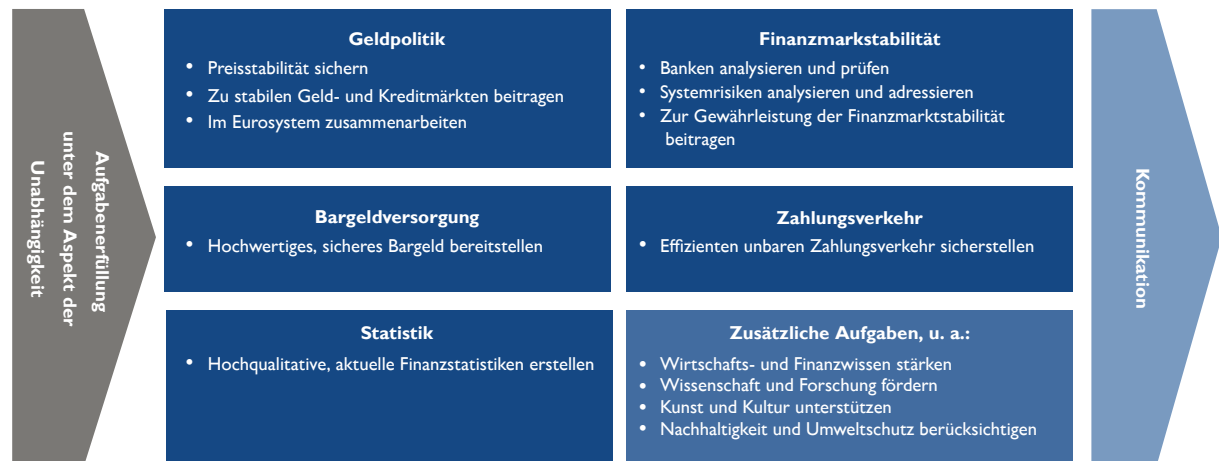 Aufgabenerfüllung
unter dem Aspekt der
Unabhängigkeit
Geldpolitik
• Preisstabilität sichern
• Zu stabilen Geld- und Kreditmärkten beitragen
• Im Eurosystem zusammenarbeiten
Finanzmarkstabilität
• Banken analysieren und prüfen
• Systemrisiken analysieren und adressieren
• Zur Gewährleistung der Finanzmarktstabilität
beitragen
Bargeldversorgung
• Hochwertiges, sicheres Bargeld bereitstellen
Zahlungsverkehr
• Effizienten unbaren Zahlungsverkehr sicherstellen
Statistik
• Hochqualitative, aktuelle Finanzstatistiken erstellen
Zusätzliche Aufgaben, u. a.:
• Wirtschafts- und Finanzwissen stärken
• Wissenschaft und Forschung fördern
• Kunst und Kultur unterstützen
• Nachhaltigkeit und Umweltschutz berücksichtigen
Kommunikation